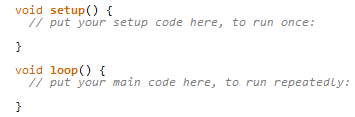 void setup() {
  // put your setup code here, to run once:

}

void loop() {
  // put your main code here, to run repeatedly:

}